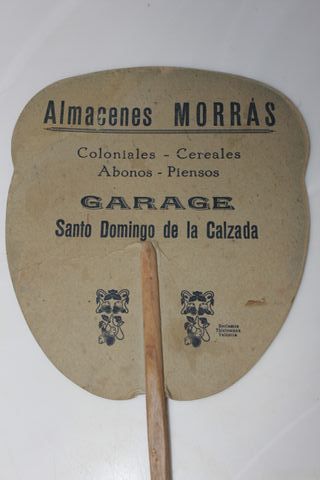 Almacenes MORRÁS
Coloniales - Cereales
Abonos - Piensos
GARAGE
Santo Domingo de la Calzada